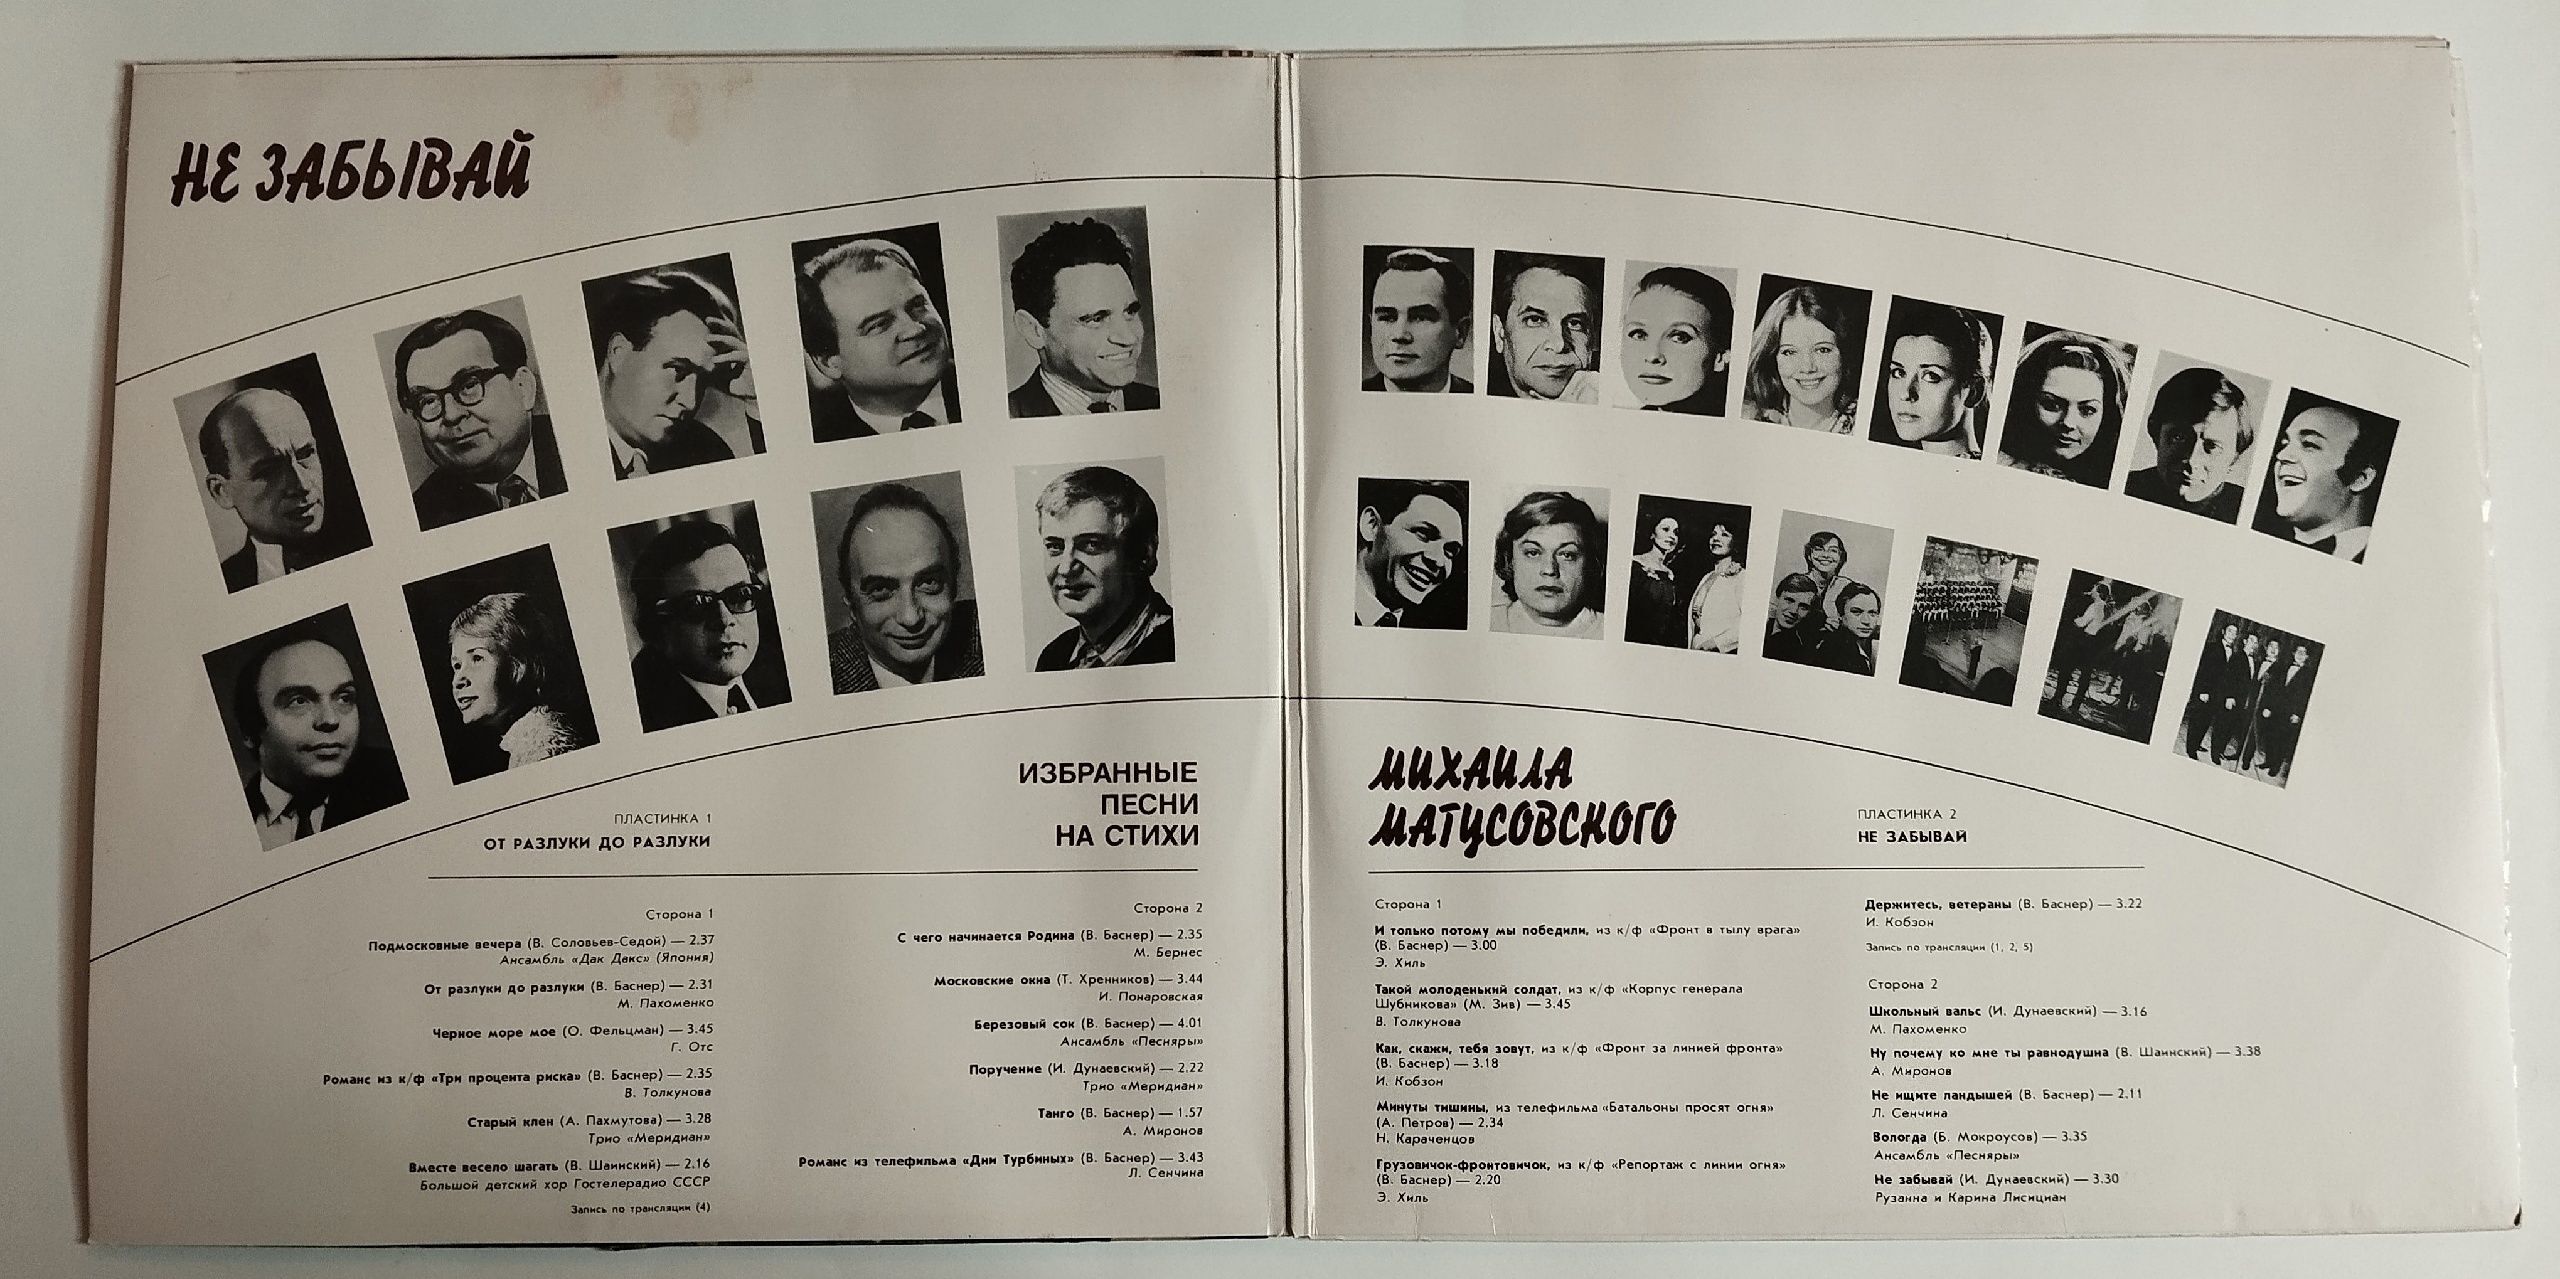 НЕ ЗАБЫВАЙ
ИЗБРАННЫЕ
ПЕСНИ
НА СТИХИ
МИХАИЛА
МАТУСОВСКОГО
ПЛАСТИНКА 1
ОТ РАЗЛУКИ ДО РАЗЛУКИ
Сторона 1
Подмосковные вечера (В. Соловьев-Седой) — 2.37
Ансамбль «Дак Дакс» (Япония)
От разлуки до разлуки (В. Баснер) — 2.31
М. Пахоменко
Черное море мое (О. Фельцман) — 3.45
Г. Отс
Романс из к/ф «Три процента риска» (В. Баснер) — 2.35
В. Толкунова
Старый клен (А. Пахмутова) — 3.28
Трио «Меридиан»
Вместе весело шагать (В. Шаинский) — 2.16
Большой детский хор Гостелерадио СССР
Запись по трансляции (4)
Сторона 2
С чего начинается Родина (В. Баснер) — 2.35
М. Бернес
Московские окна (Т. Хренников) — 3.44
И. Понаровская
Березовый сок (В. Баснер) — 4.01
Ансамбль «Песняры»
Поручение (И. Дунаевский) — 2.22
Трио «Меридиан»
Танго (В. Баснер) — 1.57
А. Миронов
Романс из телефильма «Дни Турбиных» (В. Баснер) — 3.43
Л. Сенчина
ПЛАСТИНКА 2
НЕ ЗАБЫВАЙ
Сторона 1
И только потому мы победили, из к/ф «Фронт в тылу врага»
(В. Баснер) — 3.00
Э. Хиль
Такой молоденький солдат, из к/ф «Корпус генерала
Шубникова» (М. Зив) — 3.45
В. Толкунова
Как, скажи, тебя зовут, из к/ф «Фронт за линией фронта»
(В. Баснер) — 3.18
И. Кобзон
Минуты тишины, из телефильма «Батальоны просят огня»
(А. Петров) — 2.34
Н. Караченцов
Грузовичок-фронтовичок, из к/ф «Репортаж с линии огня»
(В. Баснер) — 2.20
Э. Хиль
Держитесь, ветераны (В. Баснер) — 3.22
И. Кобзон
Запись по трансляции (1, 2, 5)
Сторона 2
Школьный вальс (И. Дунаевский) — 3.16
М. Пахоменко
Ну почему ко мне ты равнодушна (В. Шаинский) — 3.38
А. Миронов
Не ищите ландышей (В. Баснер) — 2.11
Л. Сенчина
Вологда (Б. Мокроусов) — 3.35
Ансамбль «Песняры»
Не забывай (И. Дунаевский) — 3.30
Рузанна и Карина Лисициан